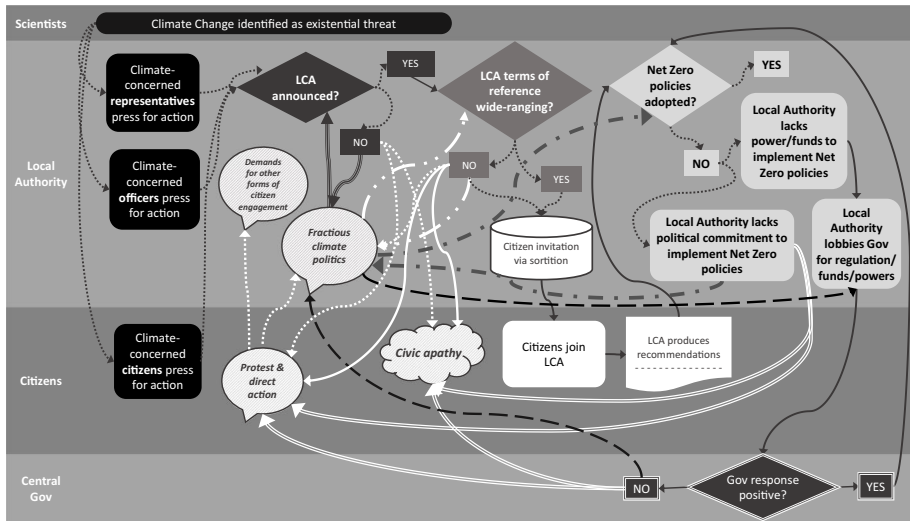 Scientists
Climate Change identified as existential threat
Local
Authority
Climate-
concerned
representatives
press for action
LCA
announced?
YES
NO
LCA terms of
reference
wide-ranging?
NO
YES
Net Zero
policies
adopted?
YES
NO
Local Authority
lacks
power/funds to
implement Net
Zero policies
Climate-
concerned
officers press
for action
Demands
for other
forms of
citizen
engagement
Fractious
climate
politics
Citizen invitation
via sortition
Local Authority lacks
political commitment to
implement Net Zero
policies
Local
Authority
lobbies Gov
for regulation/
funds/powers
Citizens
Climate-
concerned
citizens press
for action
Protest &
direct
action
Civic apathy
Citizens join
LCA
LCA produces
recommendations
Central
Gov
NO
Gov response
positive?
YES